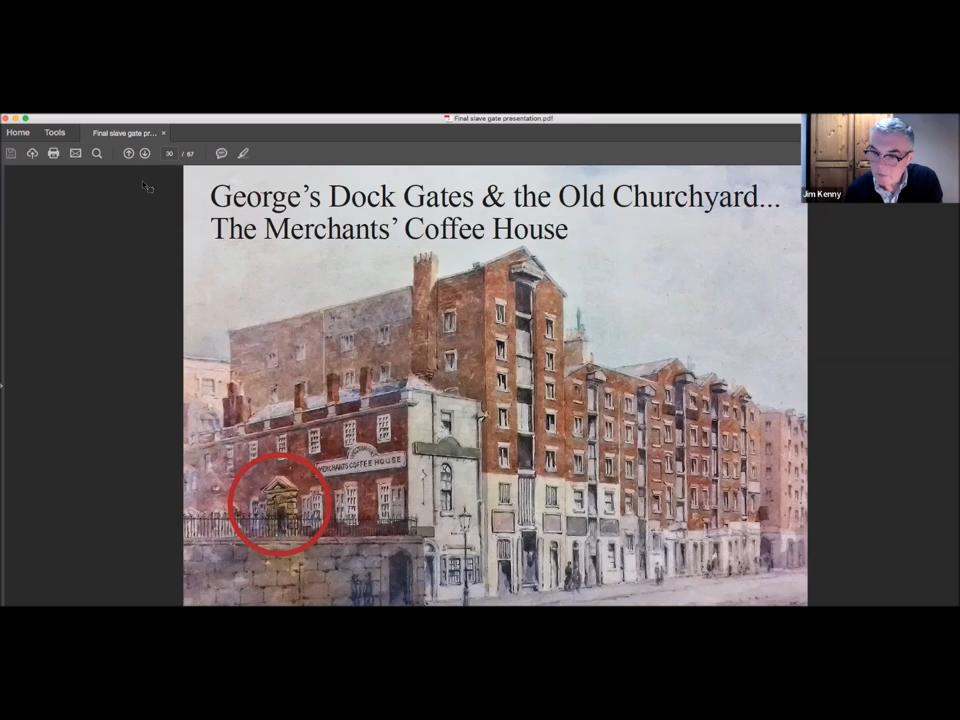 Final slave gate presentation.pdf
Home Tools Final slave gate pr... ×
30 / 67
Jim Kenny
George’s Dock Gates & the Old Churchyard...
The Merchants’ Coffee House
MERCHANTS COFFEE HOUSE